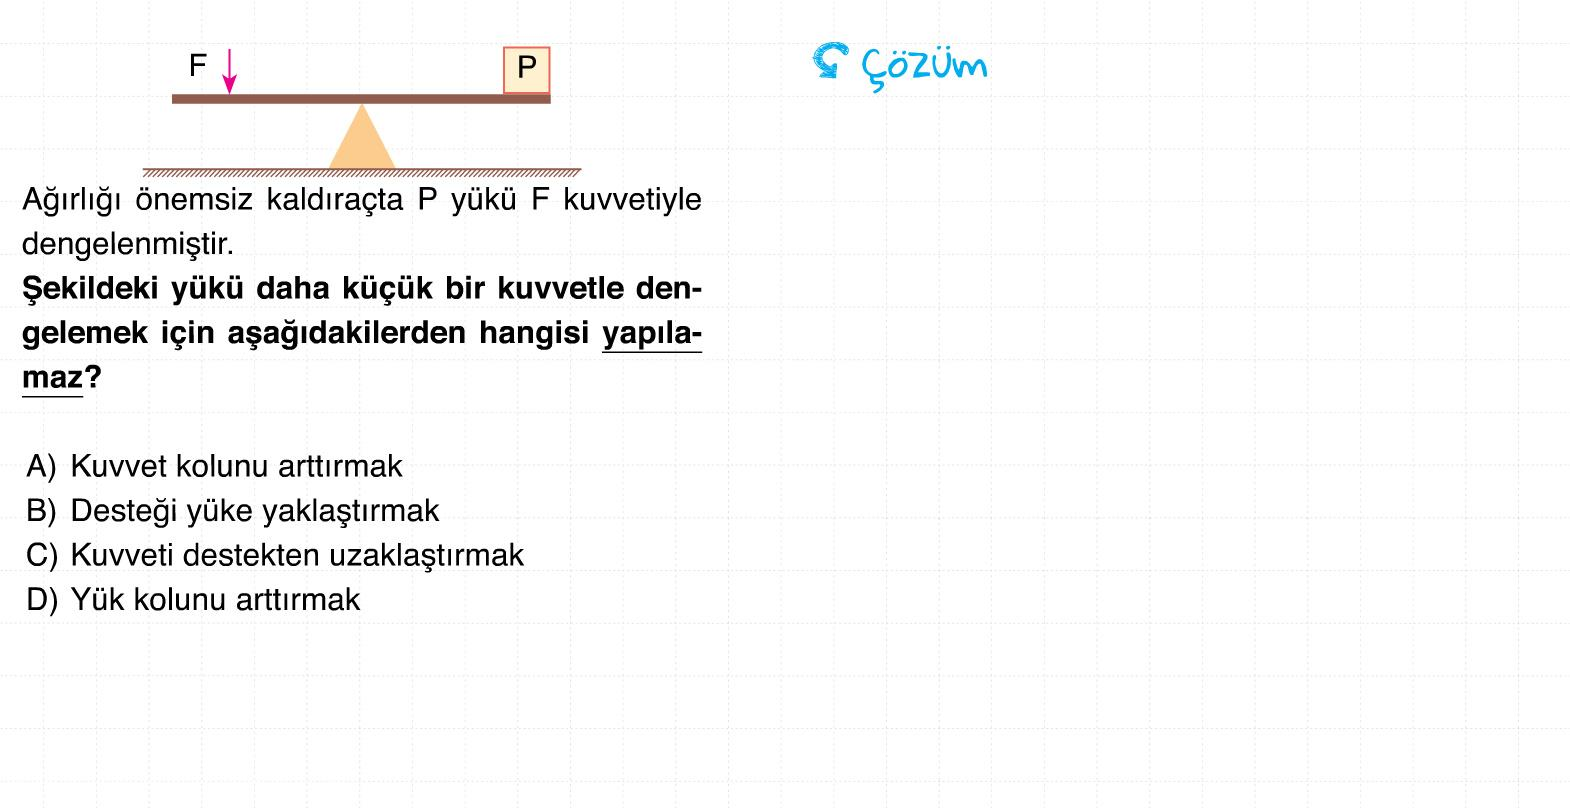 F
P
Çözüm
Ağırlığı önemsiz kaldıraçta P yükü F kuvvetiyle
dengelenmiştir.
Şekildeki yükü daha küçük bir kuvvetle den-
gelemek için aşağıdakilerden hangisi yapıla-
maz?
A) Kuvvet kolunu arttırmak
B) Desteği yüke yaklaştırmak
C) Kuvveti destekten uzaklaştırmak
D) Yük kolunu arttırmak